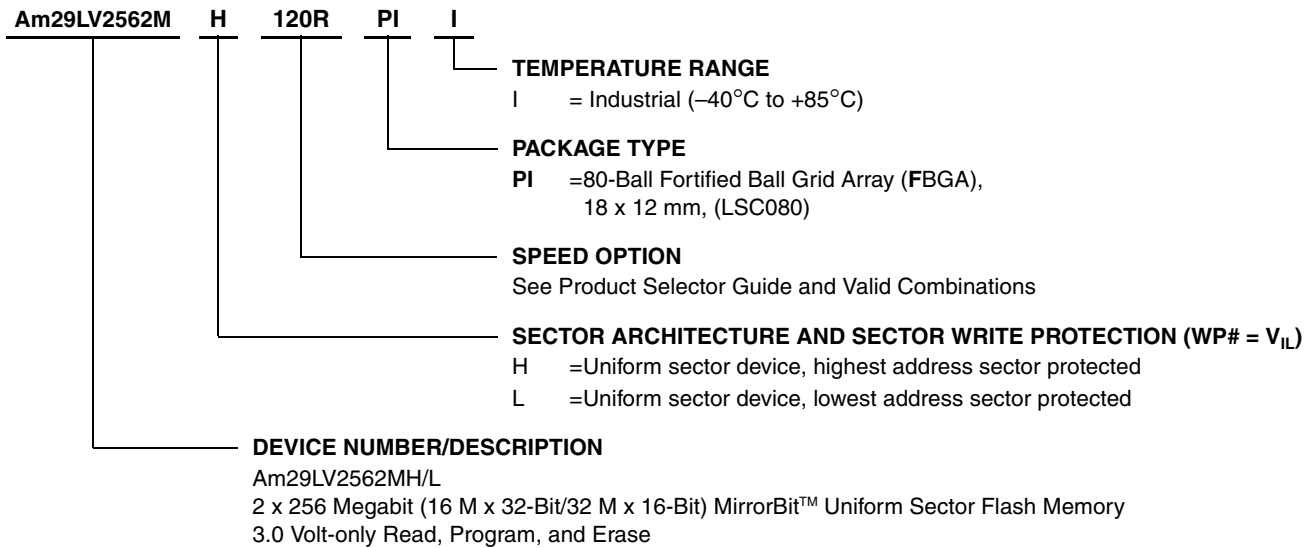 Am29LV2562M H 120R PI I
TEMPERATURE RANGE
I = Industrial (–40°C to +85°C)
PACKAGE TYPE
PI =80-Ball Fortified Ball Grid Array (FBGA),
18 x 12 mm, (LSC080)
SPEED OPTION
See Product Selector Guide and Valid Combinations
SECTOR ARCHITECTURE AND SECTOR WRITE PROTECTION (WP# = VIL)
H =Uniform sector device, highest address sector protected
L =Uniform sector device, lowest address sector protected
DEVICE NUMBER/DESCRIPTION
Am29LV2562MH/L
2 x 256 Megabit (16 M x 32-Bit/32 M x 16-Bit) MirrorBit™ Uniform Sector Flash Memory
3.0 Volt-only Read, Program, and Erase